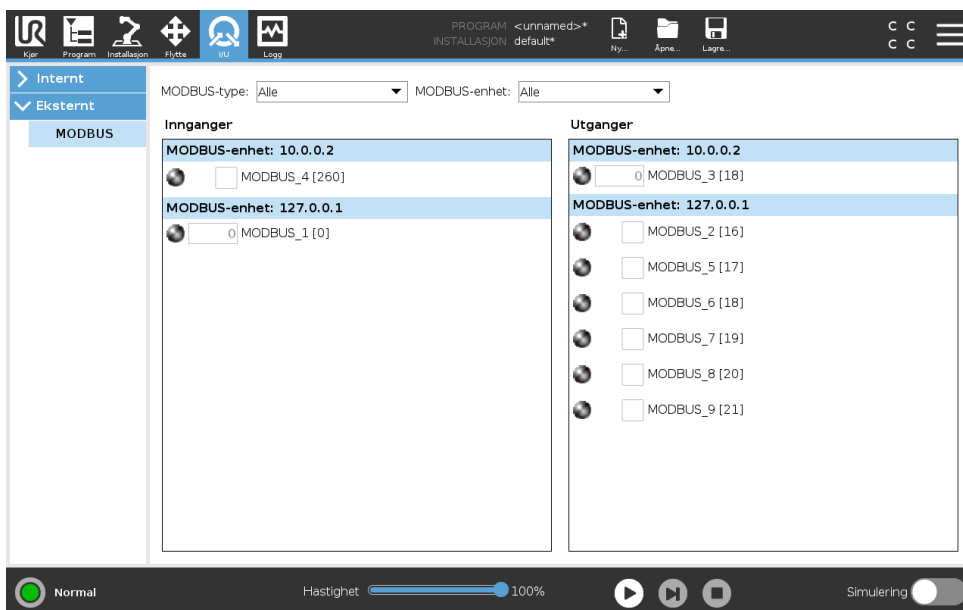 UR
PROGRAM <unnamed>*
INSTALLASJON default*
C C
C C
Kjør Program Installasjon Flytte I/U Logg Ny... Åpne... Lagre...
Internt
Eksternt
MODBUS
MODBUS-type: Alle MODBUS-enhet: Alle
Innganger
MODBUS-enhet: 10.0.0.2
MODBUS_4 [260]
MODBUS-enhet: 127.0.0.1
0 MODBUS_1 [0]
Utganger
MODBUS-enhet: 10.0.0.2
0 MODBUS_3 [18]
MODBUS-enhet: 127.0.0.1
MODBUS_2 [16]
MODBUS_5 [17]
MODBUS_6 [18]
MODBUS_7 [19]
MODBUS_8 [20]
MODBUS_9 [21]
Normal Hastighet 100% Simulering